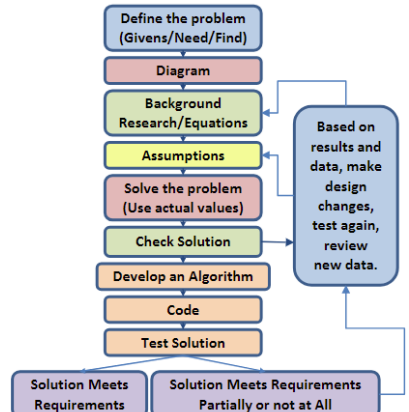 Define the problem
(Givens/Need/Find)
Diagram
Background
Research/Equations
Assumptions
Solve the problem
(Use actual values)
Check Solution
Develop an Algorithm
Code
Test Solution
Solution Meets
Requirements
Solution Meets Requirements
Partially or not at All
Based on
results and
data, make
design
changes,
test again,
review
new data.